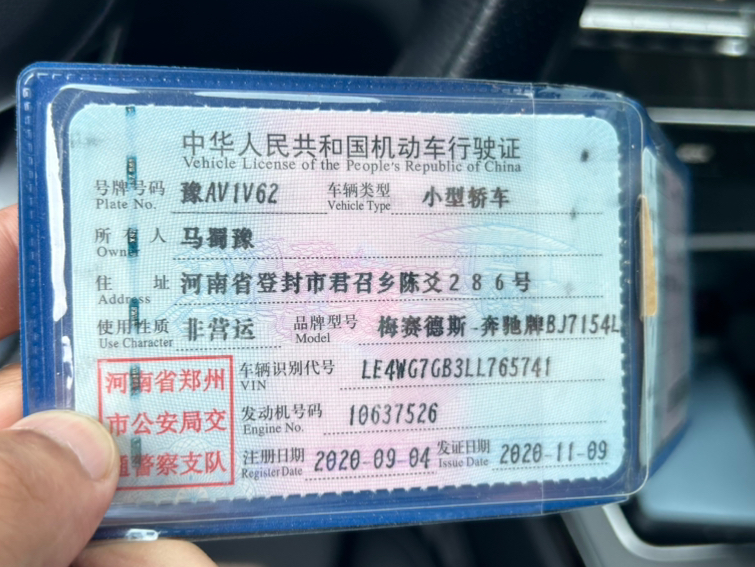 中华人民共和国机动车行驶证
Vehicle License of the People's Republic of China
号牌号码 豫AV1V62 车辆类型 小型轿车
Plate No. Vehicle Type
所有人 马蜀豫
Owner
住址 河南省登封市君召乡陈爻286号
Address
使用性质 非营运 品牌型号 梅赛德斯-奔驰牌BJ7154L
Use Character Model
河南省郑州 车辆识别代号 LE4WG7GB3LL765741
VIN
市公安局交 发动机号码 10637526
Engine No.
通警察支队 注册日期 2020-09-04 发证日期 2020-11-09
Register Date Issue Date